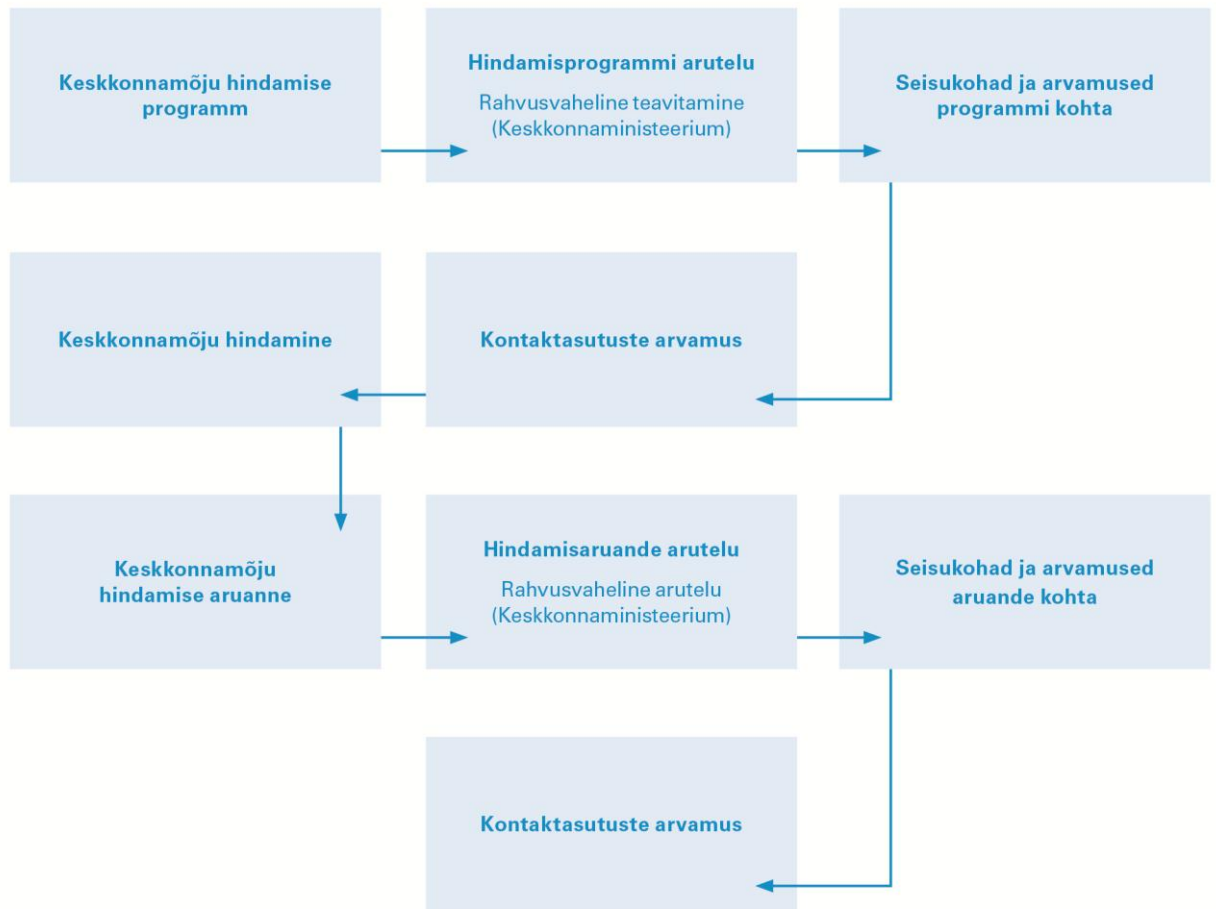 Keskkonnamõju hindamise
programm
Hindamisprogrammi arutelu
Rahvusvaheline teavitamine
(Keskkonnaministeerium)
Seisukohad ja arvamused
programmi kohta
Keskkonnamõju hindamine
Kontaktasutuste arvamus
Keskkonnamõju
hindamise aruanne
Hindamisaruande arutelu
Rahvusvaheline arutelu
(Keskkonnaministeerium)
Seisukohad ja arvamused
aruande kohta
Kontaktasutuste arvamus